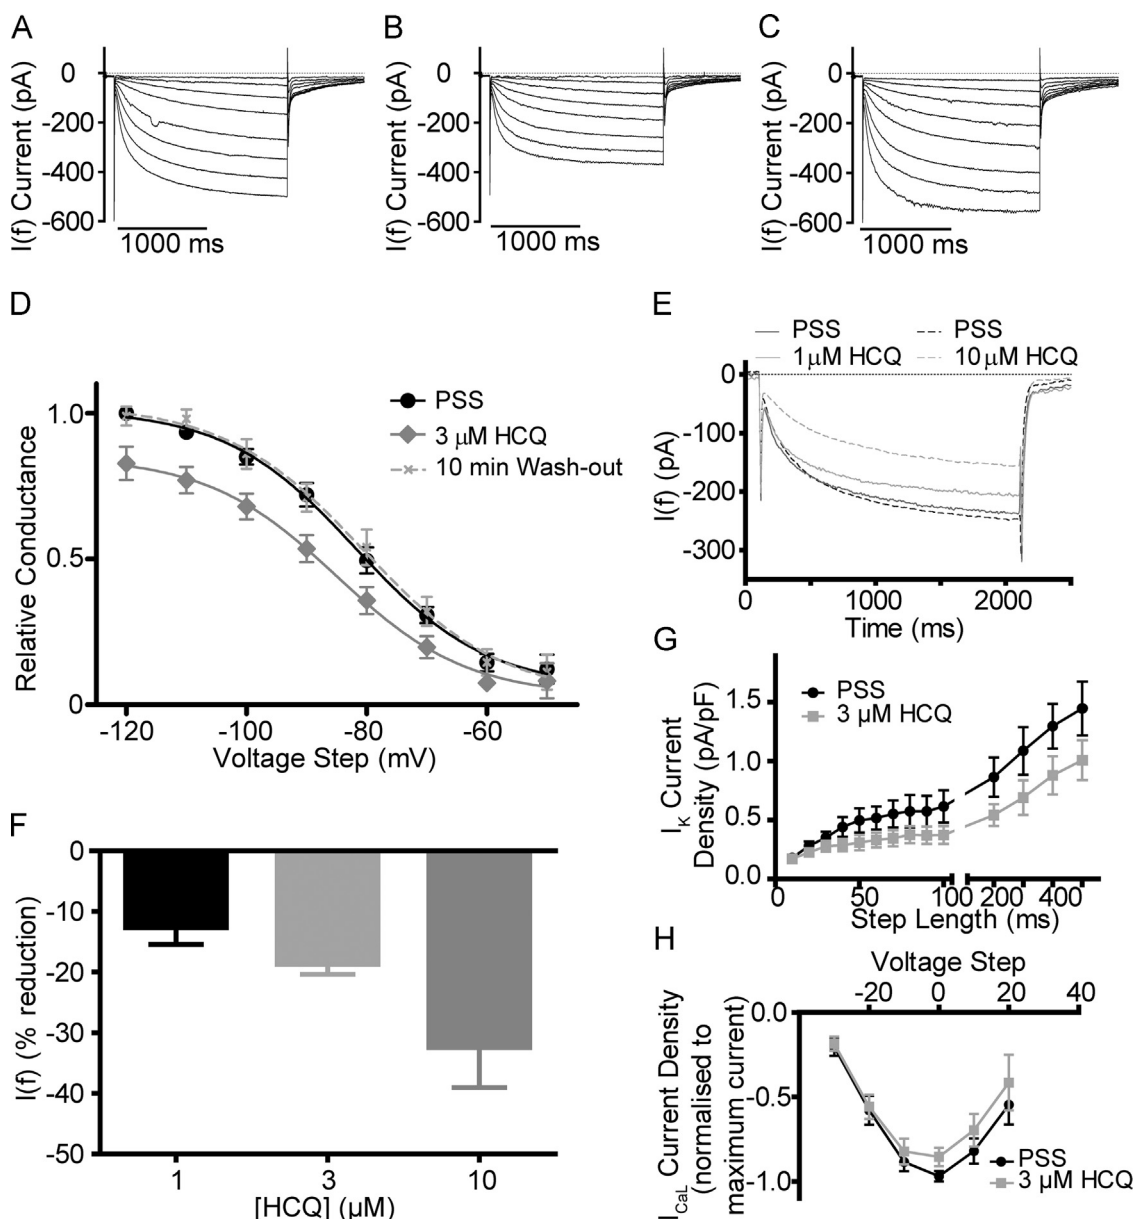 A
I(f) Current (pA)
0
-200
-400
-600
1000 ms
B
I(f) Current (pA)
0
-200
-400
-600
1000 ms
C
I(f) Current (pA)
0
-200
-400
-600
1000 ms
D
Relative Conductance
1.0
0.5
0
-120 -100 -80 -60
Voltage Step (mV)
PSS
3 μM HCQ
10 min Wash-out
E
PSS PSS
1μM HCQ 10μM HCQ
I(f) (pA)
0
-100
-200
-300
0 1000 2000
Time (ms)
F
I(f) (% reduction)
0
-10
-20
-30
-40
-50
1 3 10
[HCQ] (μM)
G
PSS
3 μM HCQ
IK Current
Density (pA/pF)
1.5
1.0
0.5
0.0
50 100 200 400
Step Length (ms)
H
Voltage Step
-20 0 20 40
ICaL Current Density
(normalised to
maximum current)
0.0
-0.5
-1.0
PSS
3 μM HCQ